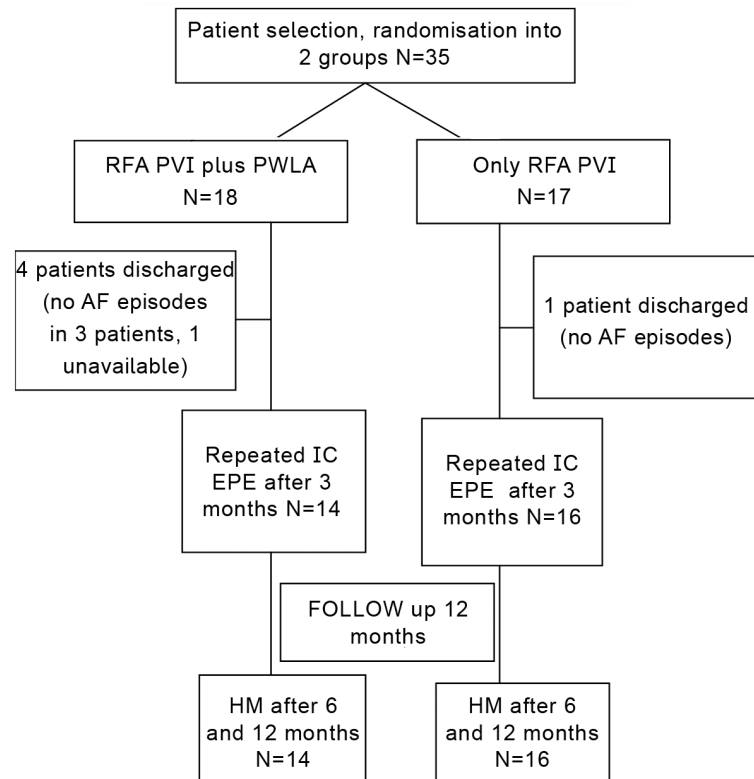 Patient selection, randomisation into
2 groups N=35
RFA PVI plus PWLA
N=18
Only RFA PVI
N=17
4 patients discharged
(no AF episodes
in 3 patients, 1
unavailable)
1 patient discharged
(no AF episodes)
Repeated IC
EPE after 3
months N=14
Repeated IC
EPE after 3
months N=16
FOLLOW up 12
months
HM after 6
and 12 months
N=14
HM after 6
and 12 months
N=16